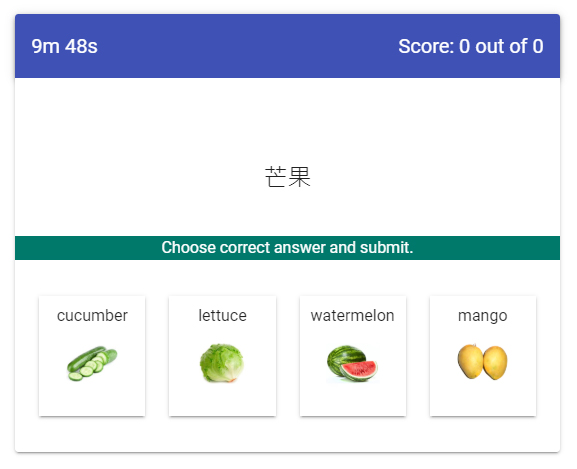 9m 48s Score: 0 out of 0
芒果
Choose correct answer and submit.
cucumber lettuce watermelon mango